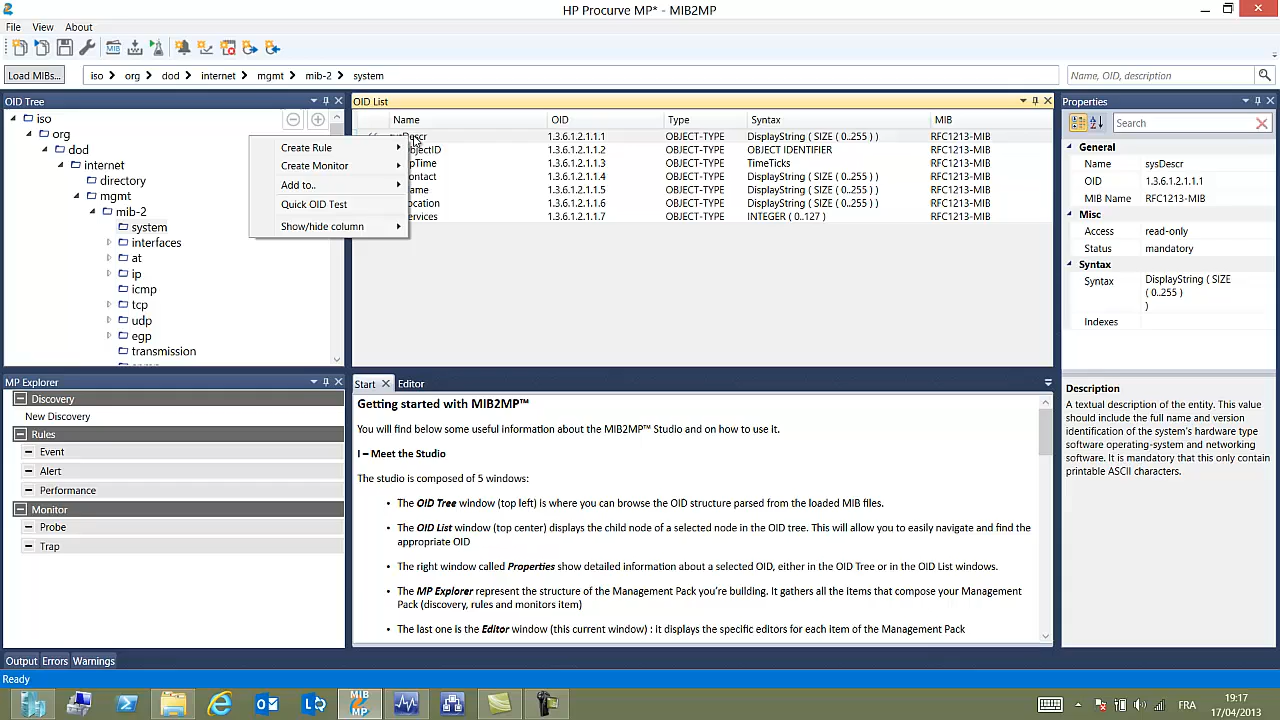 HP Procurve MP* - MIB2MP
File View About
Load MIBs... iso org dod internet mgmt mib-2 system Name, OID, description
OID Tree
iso
org
dod
internet
directory
mgmt
mib-2
system
interfaces
at
ip
icmp
tcp
udp
egp
transmission
Create Rule
Create Monitor
Add to..
Quick OID Test
Show/hide column
OID List
Name OID Type Syntax MIB
sysDescr 1.3.6.1.2.1.1.1 OBJECT-TYPE DisplayString ( SIZE ( 0..255 ) ) RFC1213-MIB
bjectID 1.3.6.1.2.1.1.2 OBJECT-TYPE OBJECT IDENTIFIER RFC1213-MIB
pTime 1.3.6.1.2.1.1.3 OBJECT-TYPE TimeTicks RFC1213-MIB
ontact 1.3.6.1.2.1.1.4 OBJECT-TYPE DisplayString ( SIZE ( 0..255 ) ) RFC1213-MIB
ame 1.3.6.1.2.1.1.5 OBJECT-TYPE DisplayString ( SIZE ( 0..255 ) ) RFC1213-MIB
ocation 1.3.6.1.2.1.1.6 OBJECT-TYPE DisplayString ( SIZE ( 0..255 ) ) RFC1213-MIB
ervices 1.3.6.1.2.1.1.7 OBJECT-TYPE INTEGER ( 0..127 ) RFC1213-MIB
Properties
Search
General
Name sysDescr
OID 1.3.6.1.2.1.1.1
MIB Name RFC1213-MIB
Misc
Access read-only
Status mandatory
Syntax
Syntax DisplayString ( SIZE
( 0..255 )
)
Indexes
Description
A textual description of the entity. This value
should include the full name and version
identification of the system's hardware type
software operating-system and networking
software. It is mandatory that this only contain
printable ASCII characters.
MP Explorer
Discovery
New Discovery
Rules
Event
Alert
Performance
Monitor
Probe
Trap
Start Editor
Getting started with MIB2MP™
You will find below some useful information about the MIB2MP™ Studio and on how to use it.
I – Meet the Studio
The studio is composed of 5 windows:
• The OID Tree window (top left) is where you can browse the OID structure parsed from the loaded MIB files.
• The OID List window (top center) displays the child node of a selected node in the OID tree. This will allow you to easily navigate and find the
appropriate OID
• The right window called Properties show detailed information about a selected OID, either in the OID Tree or in the OID List windows.
• The MP Explorer represent the structure of the Management Pack you're building. It gathers all the items that compose your Management
Pack (discovery, rules and monitors item)
• The last one is the Editor window (this current window) : it displays the specific editors for each item of the Management Pack
Output Errors Warnings
Ready
MIB
2
MP
FRA
19:17
17/04/2013